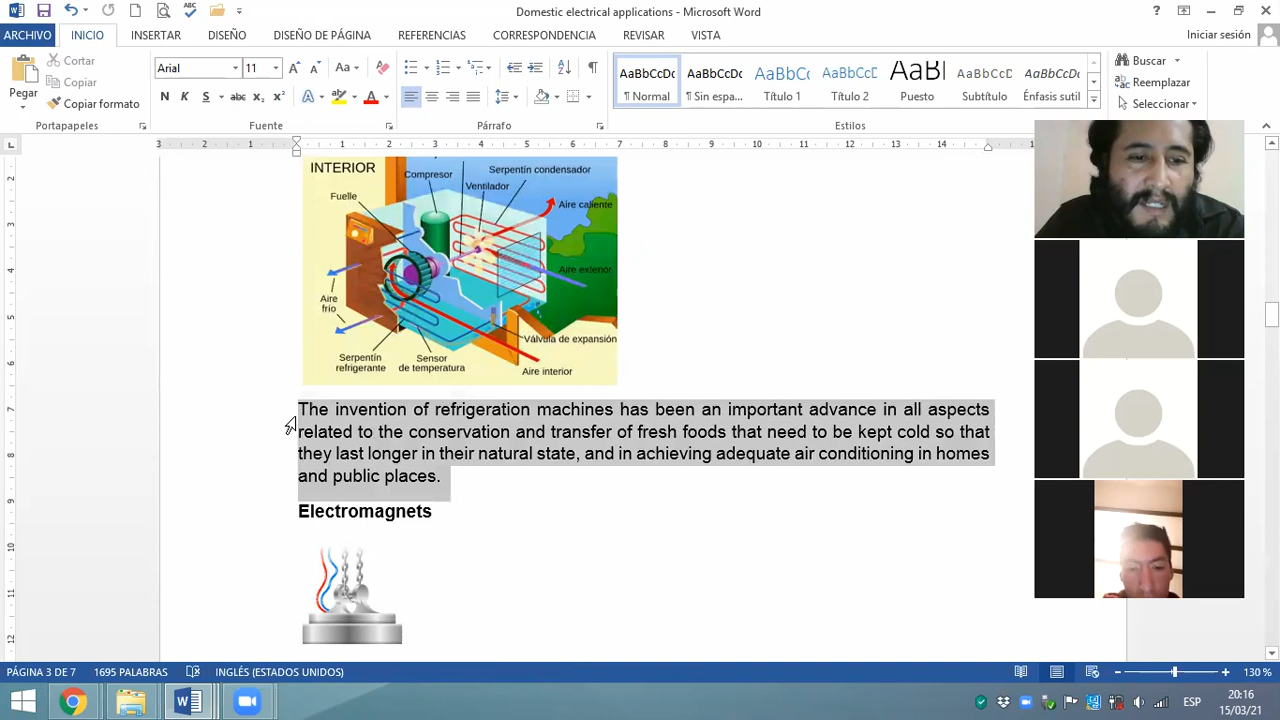 Domestic electrical applications - Microsoft Word
Iniciar sesión
ARCHIVO INICIO INSERTAR DISEÑO DISEÑO DE PÁGINA REFERENCIAS CORRESPONDENCIA REVISAR VISTA
Pegar
Cortar
Copiar
Copiar formato
Portapapeles
Arial 11
Fuente
Párrafo
AaBbCcDc AaBbCcDc AaBbCc AaBbCcD AaBl AaBbCcD AaBbCcDc
¶ Normal ¶ Sin espa... Título 1 Título 2 Puesto Subtítulo Énfasis sutil
Estilos
Buscar
Reemplazar
Seleccionar
INTERIOR
Compresor
Serpentín condensador
Ventilador
Fuelle
Aire caliente
Aire exterior
Aire
frío
Válvula de expansión
Serpentín
refrigerante
Sensor
de temperatura
Aire interior
The invention of refrigeration machines has been an important advance in all aspects
related to the conservation and transfer of fresh foods that need to be kept cold so that
they last longer in their natural state, and in achieving adequate air conditioning in homes
and public places.
Electromagnets
PÁGINA 3 DE 7 1695 PALABRAS INGLÉS (ESTADOS UNIDOS) 130 %
ESP
20:16
15/03/21